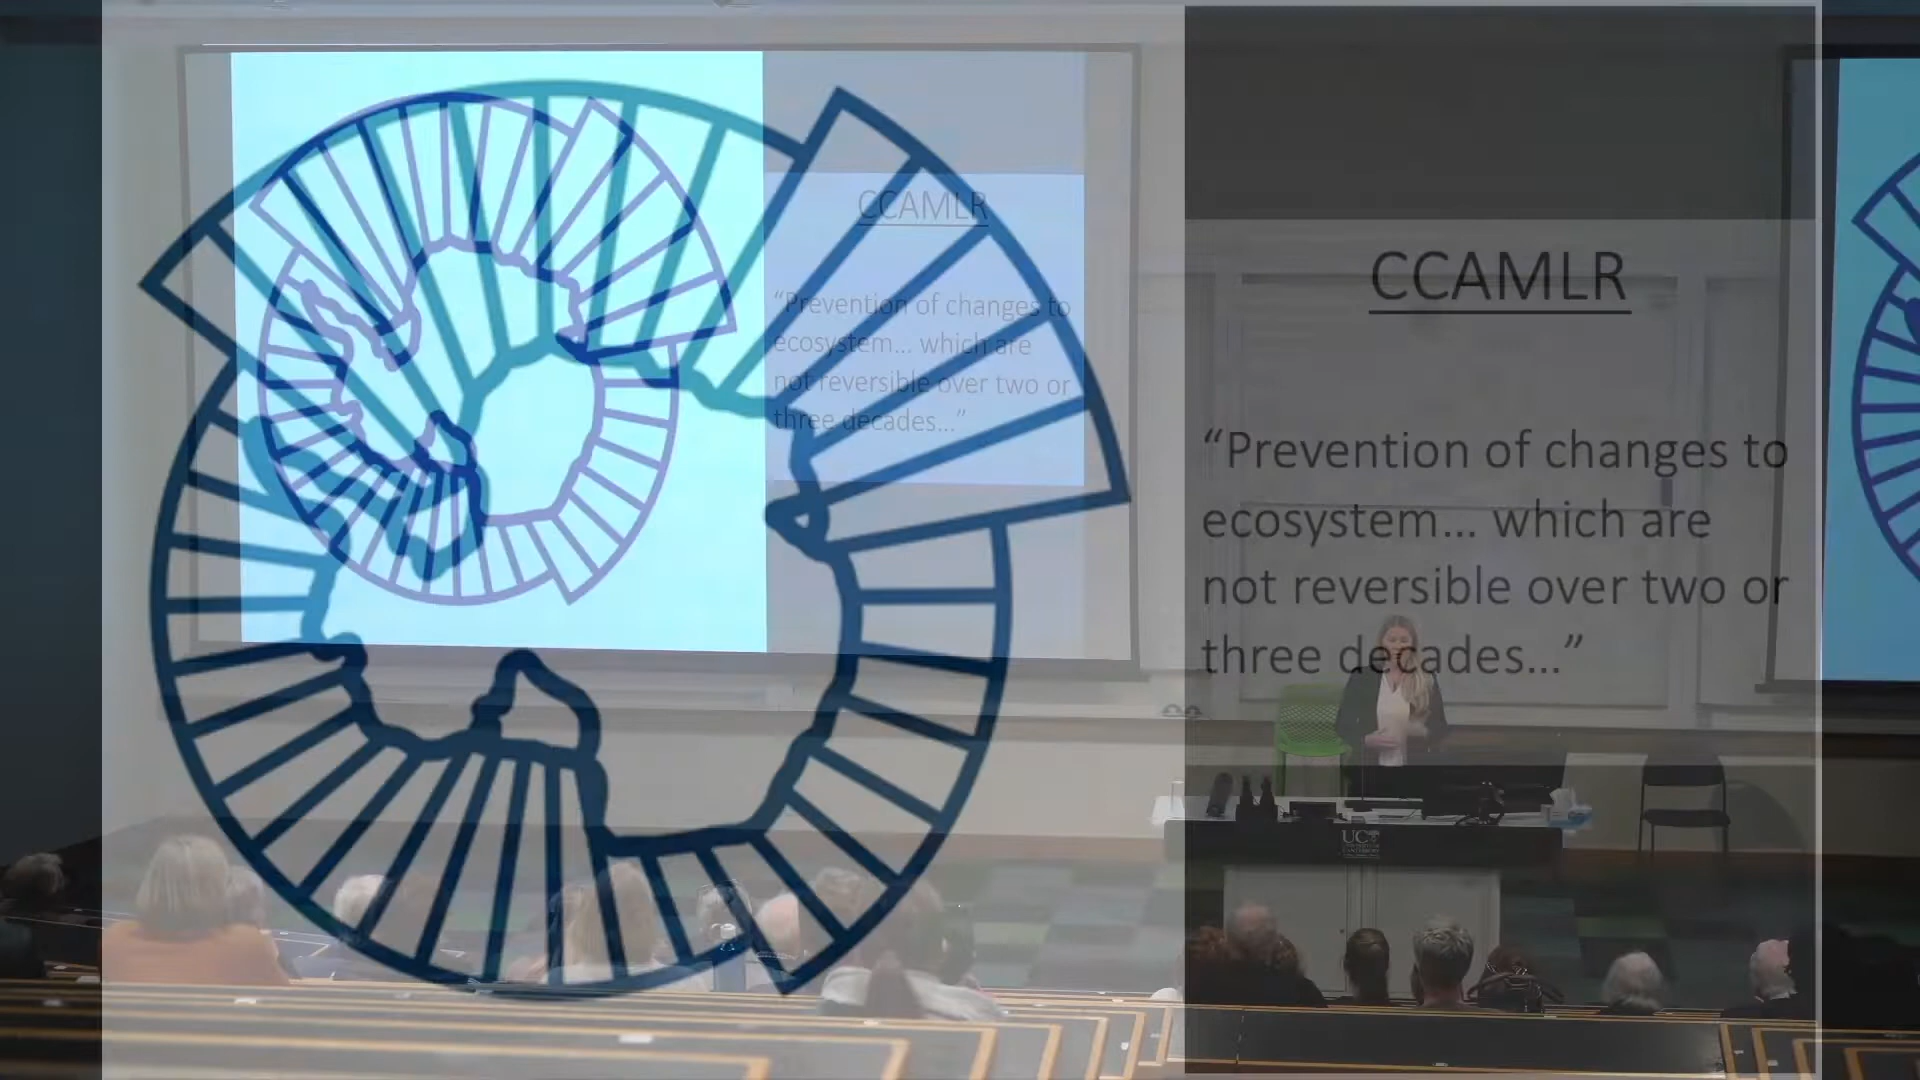 CCAMLR
“Prevention of changes to
ecosystem... which are
not reversible over two or
three decades...”
CCAMLR
“Prevention of changes to
ecosystem... which are
not reversible over two or
three decades...”
UC